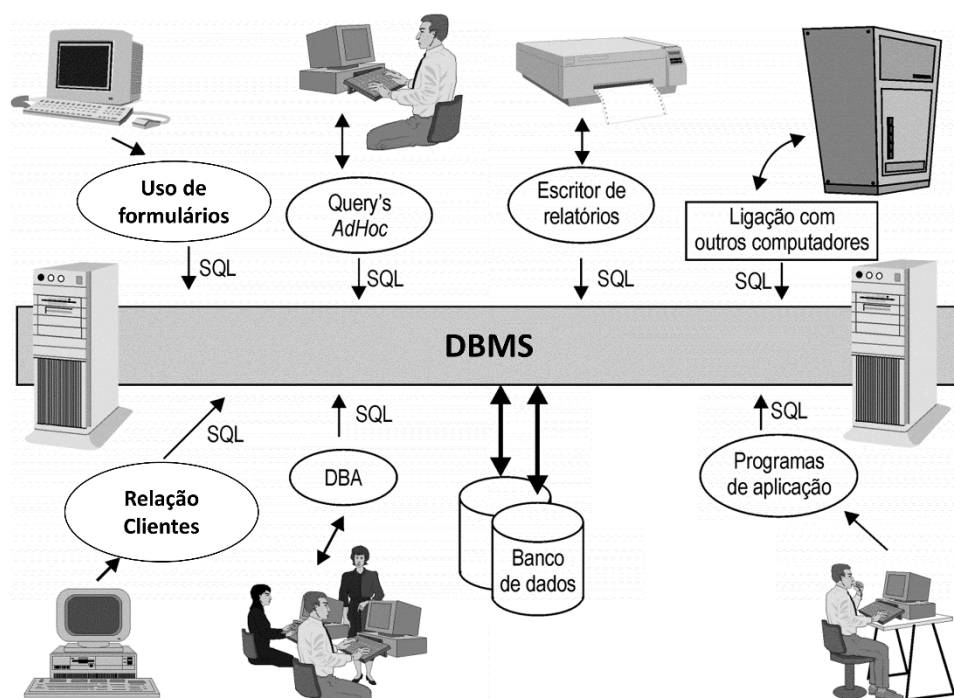 Uso de
formulários
Query's
AdHoc
Escritor de
relatórios
Ligação com
outros computadores
SQL
SQL
SQL
SQL
DBMS
SQL
SQL
SQL
Relação
Clientes
DBA
Banco
de dados
Programas
de aplicação